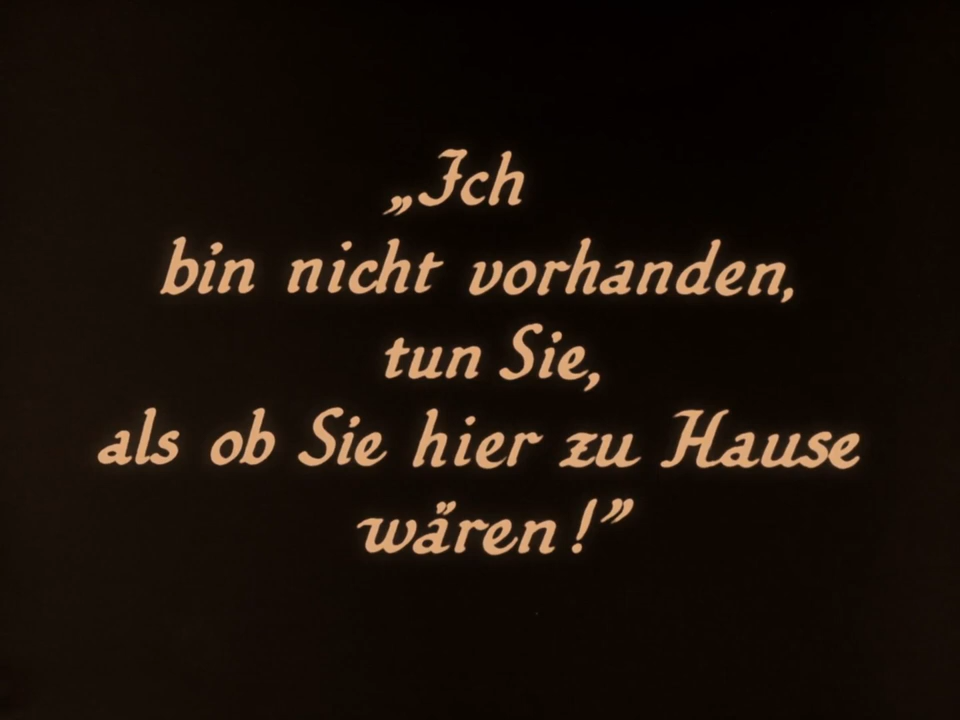 „Ich
bin nicht vorhanden,
tun Sie,
als ob Sie hier zu Hause
wären!”